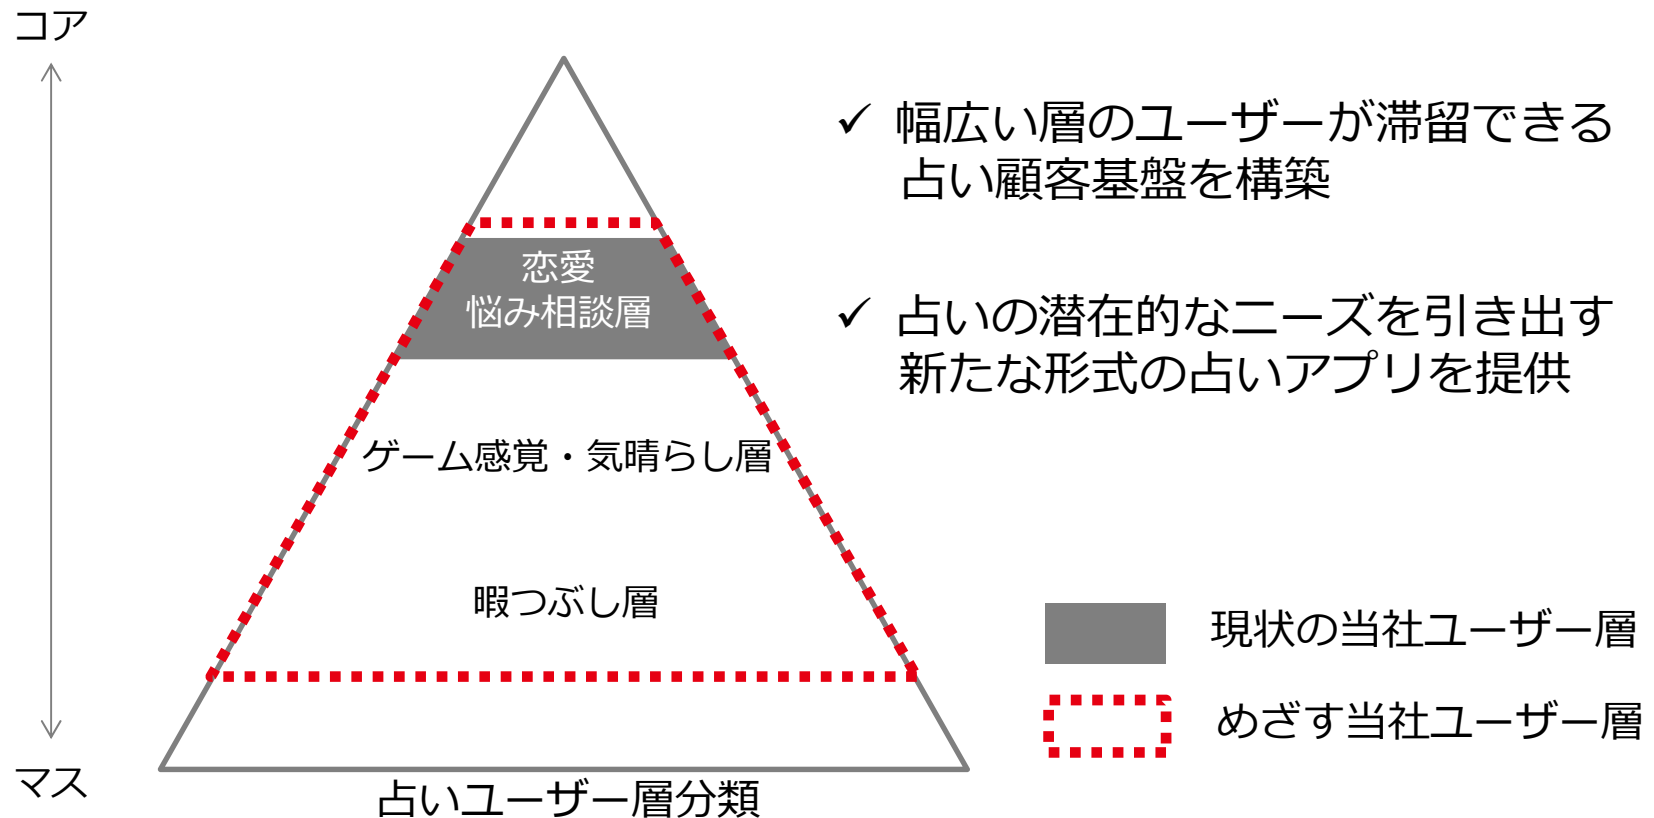 コア
✓ 幅広い層のユーザーが滞留できる
占い顧客基盤を構築
恋愛
悩み相談層
✓ 占いの潜在的なニーズを引き出す
新たな形式の占いアプリを提供
ゲーム感覚・気晴らし層
暇つぶし層
現状の当社ユーザー層
めざす当社ユーザー層
マス
占いユーザー層分類